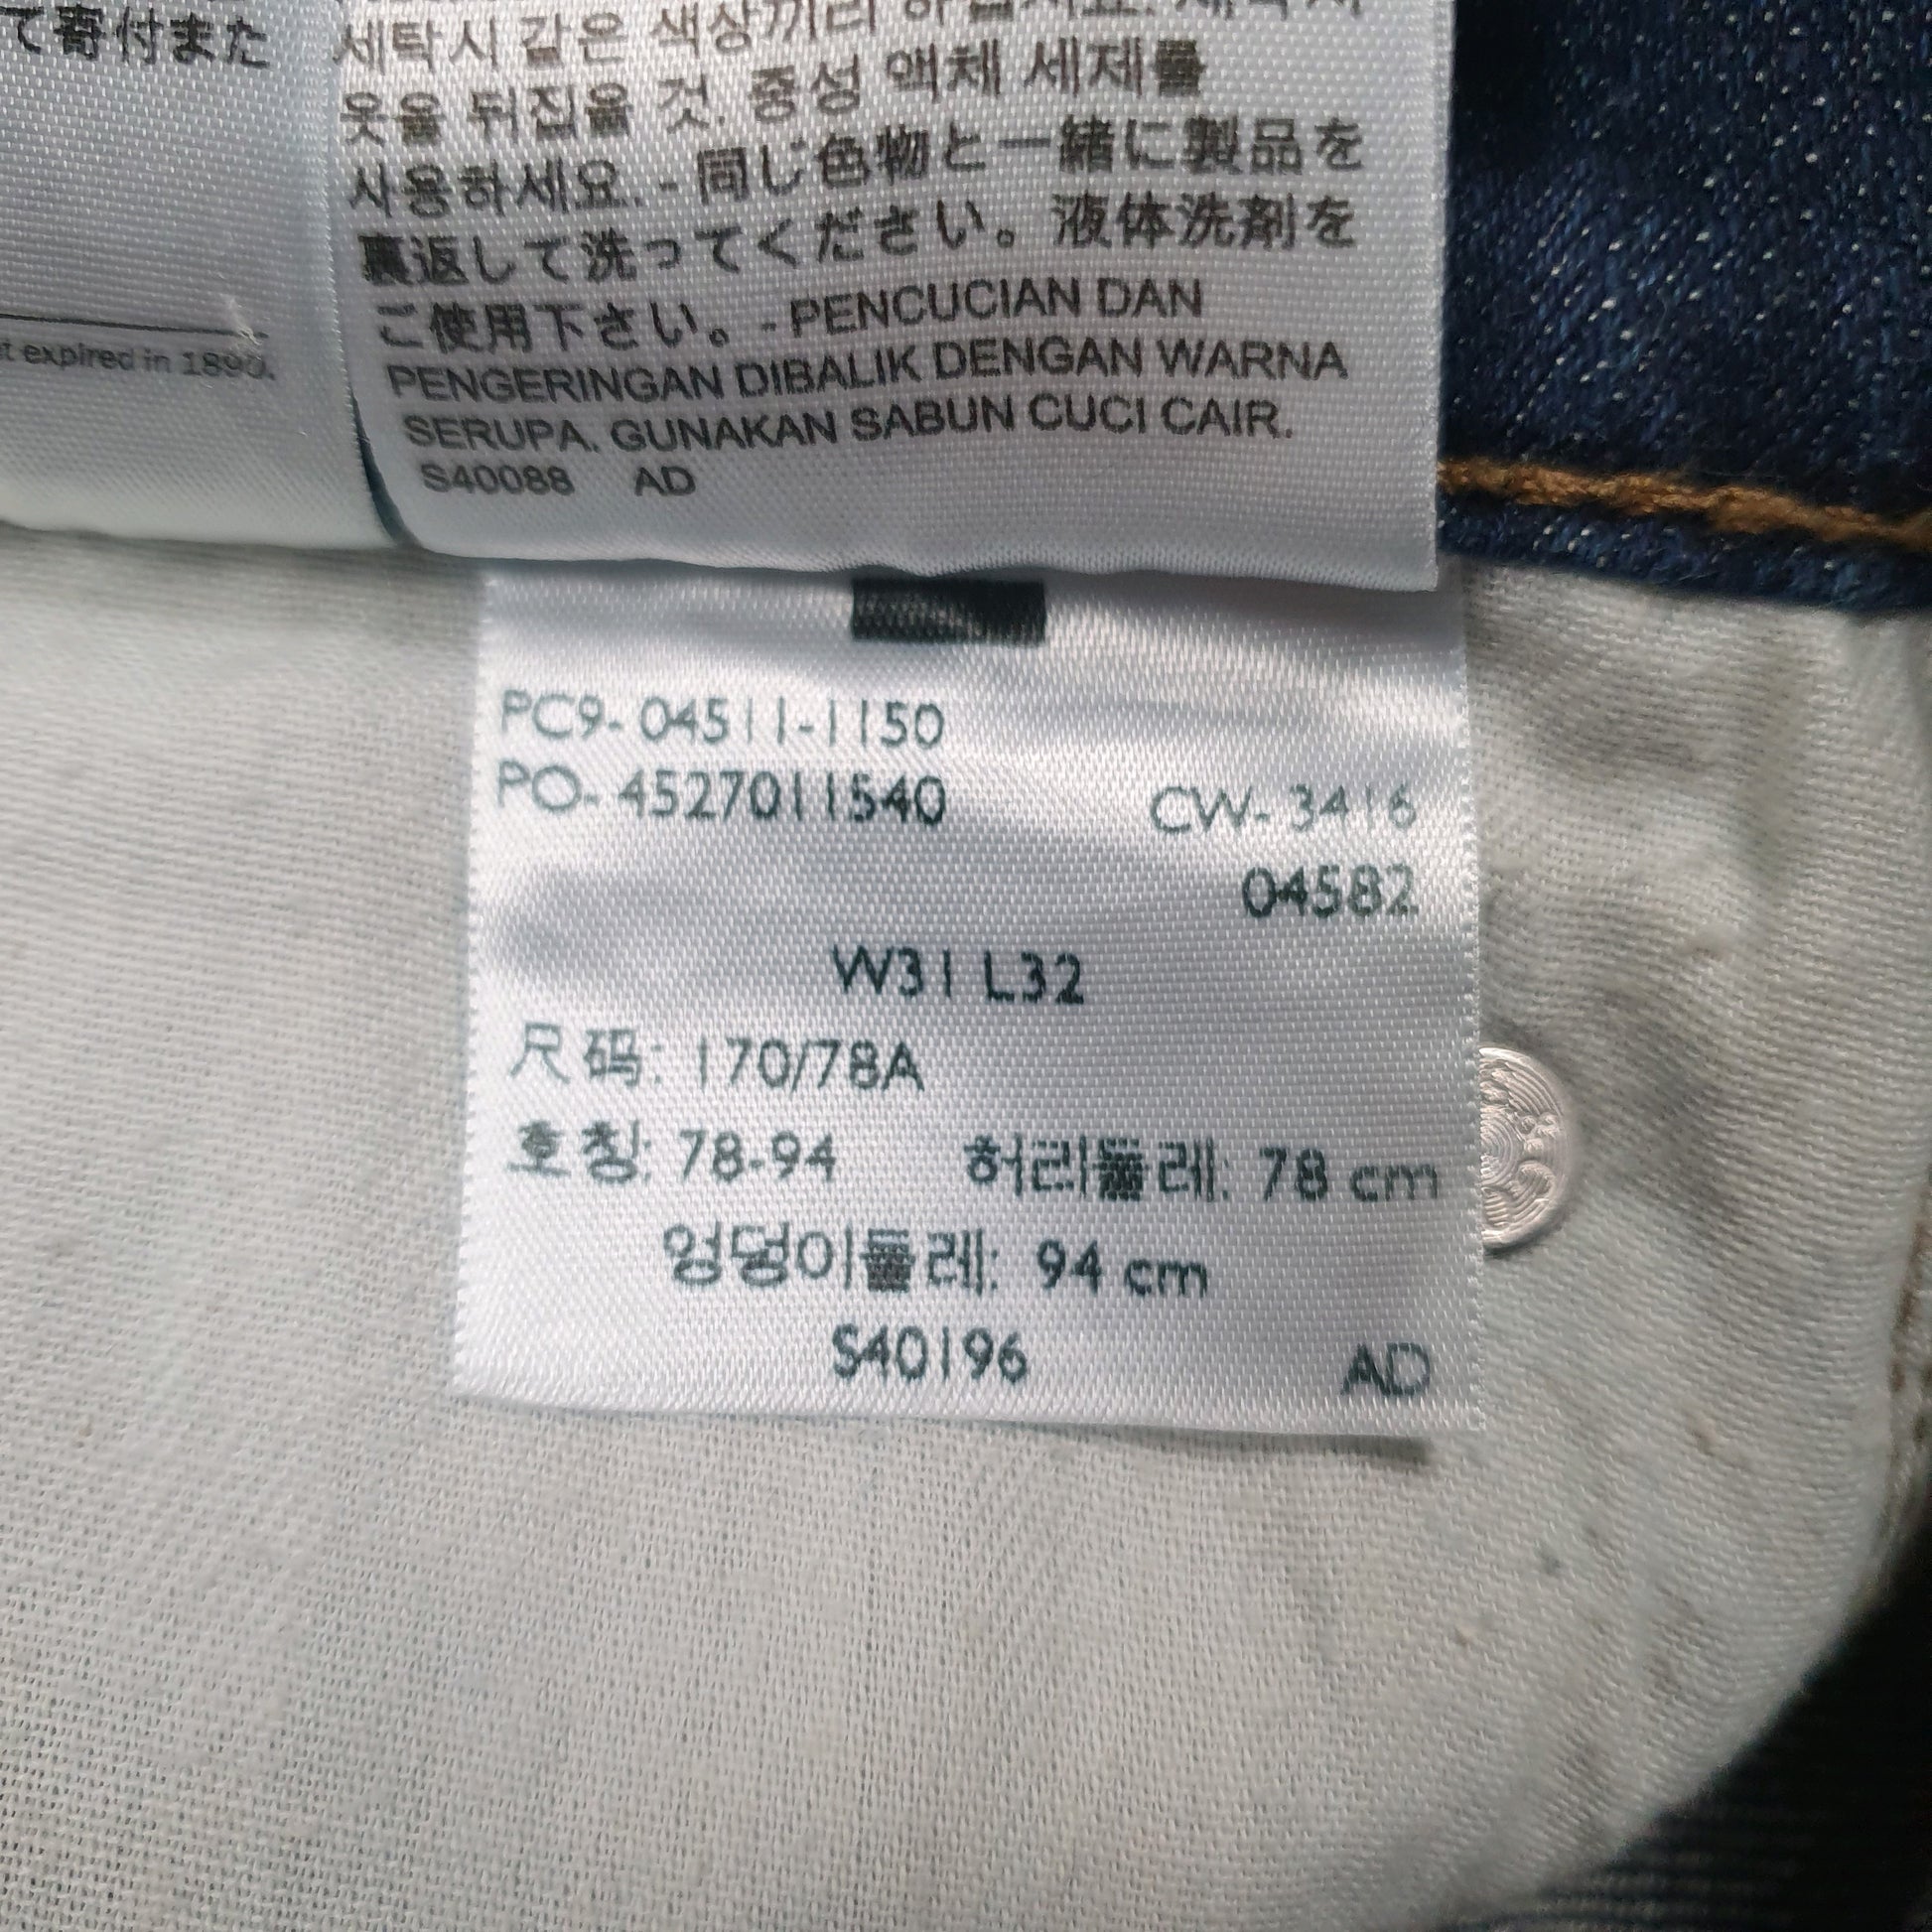 て寄付また
t expired in 1890.
세탁시 같은 색상끼리 하십시요. 세탁시
옷을 뒤집을 것. 중성 액체 세제를
사용하세요. - 同じ色物と一緒に製品を
裏返して洗ってください。液体洗剤を
ご使用下さい。- PENCUCIAN DAN
PENGERINGAN DIBALIK DENGAN WARNA
SERUPA. GUNAKAN SABUN CUCI CAIR.
S40088 AD
PC9- 04511-1150
PO- 4527011540 CW- 3416
04582
W31 L32
尺码: 170/78A
호칭: 78-94 허리둘레: 78 cm
엉덩이둘레: 94 cm
S40196 AD